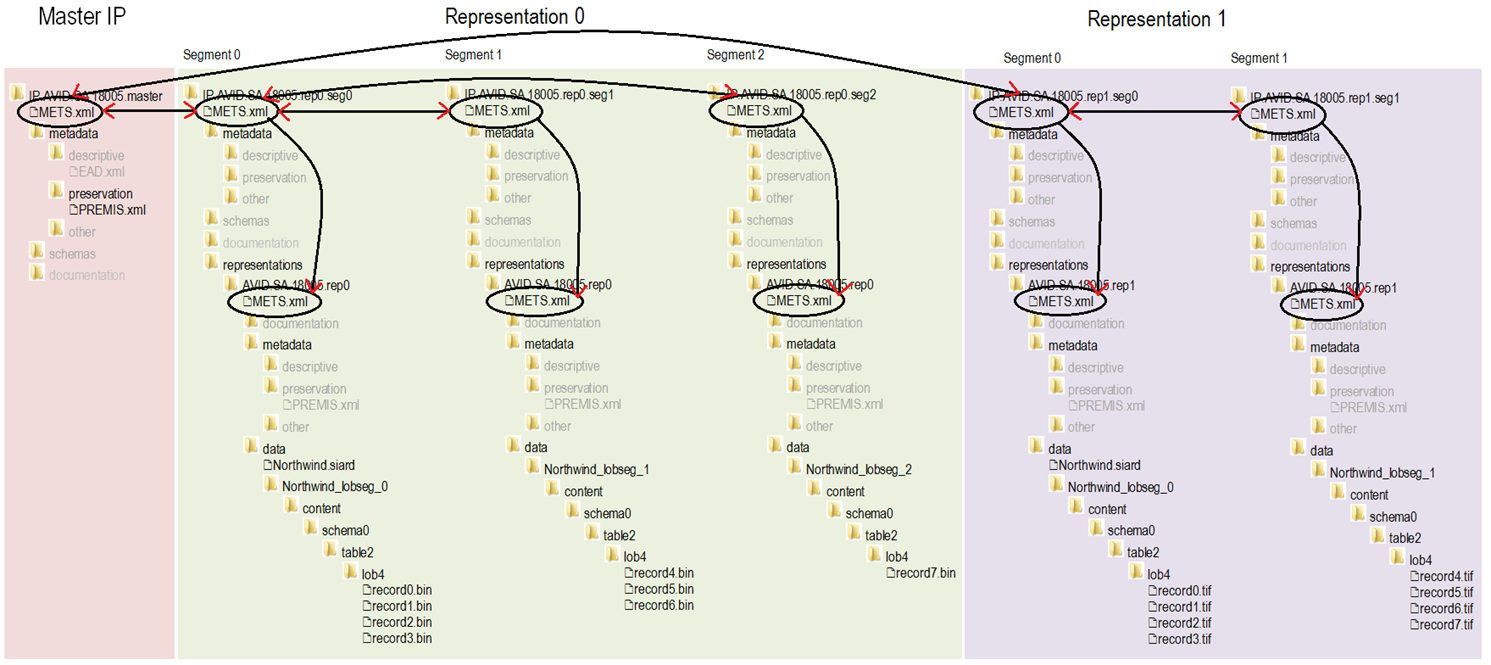 Master IP
Representation 0
Representation 1
Segment 0
Segment 1
Segment 2
Segment 0
Segment 1
IP.AVID.SA.18005.master
METS.xml
metadata
descriptive
EAD.xml
preservation
PREMIS.xml
other
schemas
documentation
IP.AVID.SA.18005.rep0.seg0
METS.xml
metadata
descriptive
preservation
other
schemas
documentation
representations
AVID.SA.18005.rep0
METS.xml
documentation
metadata
descriptive
preservation
PREMIS.xml
other
data
Northwind.siard
Northwind_lobseg_0
content
schema0
table2
lob4
record0.bin
record1.bin
record2.bin
record3.bin
IP.AVID.SA.18005.rep0.seg1
METS.xml
metadata
descriptive
preservation
other
schemas
documentation
representations
AVID.SA.18005.rep0
METS.xml
documentation
metadata
descriptive
preservation
PREMIS.xml
other
data
Northwind_lobseg_1
content
schema0
table2
lob4
record4.bin
record5.bin
record6.bin
IP.AVID.SA.18005.rep0.seg2
METS.xml
metadata
descriptive
preservation
other
schemas
documentation
representations
AVID.SA.18005.rep0
METS.xml
documentation
metadata
descriptive
preservation
PREMIS.xml
other
data
Northwind_lobseg_2
content
schema0
table2
lob4
record7.bin
IP.AVID.SA.18005.rep1.seg0
METS.xml
metadata
descriptive
preservation
other
schemas
documentation
representations
AVID.SA.18005.rep1
METS.xml
documentation
metadata
descriptive
preservation
PREMIS.xml
other
data
Northwind.siard
Northwind_lobseg_0
content
schema0
table2
lob4
record0.tif
record1.tif
record2.tif
record3.tif
IP.AVID.SA.18005.rep1.seg1
METS.xml
metadata
descriptive
preservation
other
schemas
documentation
representations
AVID.SA.18005.rep1
METS.xml
documentation
metadata
descriptive
preservation
PREMIS.xml
other
data
Northwind_lobseg_1
content
schema0
table2
lob4
record4.tif
record5.tif
record6.tif
record7.tif